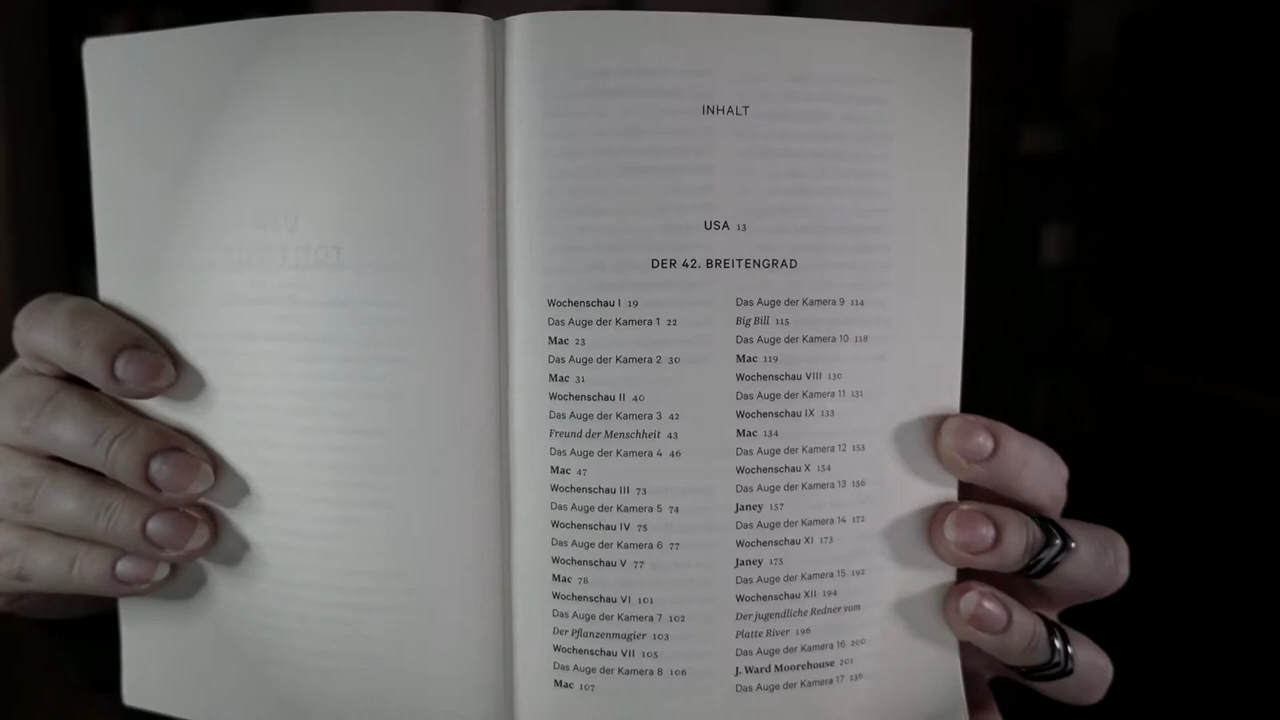 INHALT
USA 13
DER 42. BREITENGRAD
Wochenschau I 19
Das Auge der Kamera 1 22
Mac 23
Das Auge der Kamera 2 30
Mac 31
Wochenschau II 40
Das Auge der Kamera 3 42
Freund der Menschheit 43
Das Auge der Kamera 4 46
Mac 47
Wochenschau III 73
Das Auge der Kamera 5 74
Wochenschau IV 75
Das Auge der Kamera 6 77
Wochenschau V 77
Mac 78
Wochenschau VI 101
Das Auge der Kamera 7 102
Der Pflanzenmagier 103
Wochenschau VII 105
Das Auge der Kamera 8 106
Mac 107
Das Auge der Kamera 9 114
Big Bill 115
Das Auge der Kamera 10 118
Mac 119
Wochenschau VIII 130
Das Auge der Kamera 11 131
Wochenschau IX 133
Mac 134
Das Auge der Kamera 12 153
Wochenschau X 154
Das Auge der Kamera 13 156
Janey 157
Das Auge der Kamera 14 172
Wochenschau XI 173
Janey 175
Das Auge der Kamera 15 192
Wochenschau XII 194
Der jugendliche Redner vom
Platte River 196
Das Auge der Kamera 16 200
J. Ward Moorehouse 201
Das Auge der Kamera 17